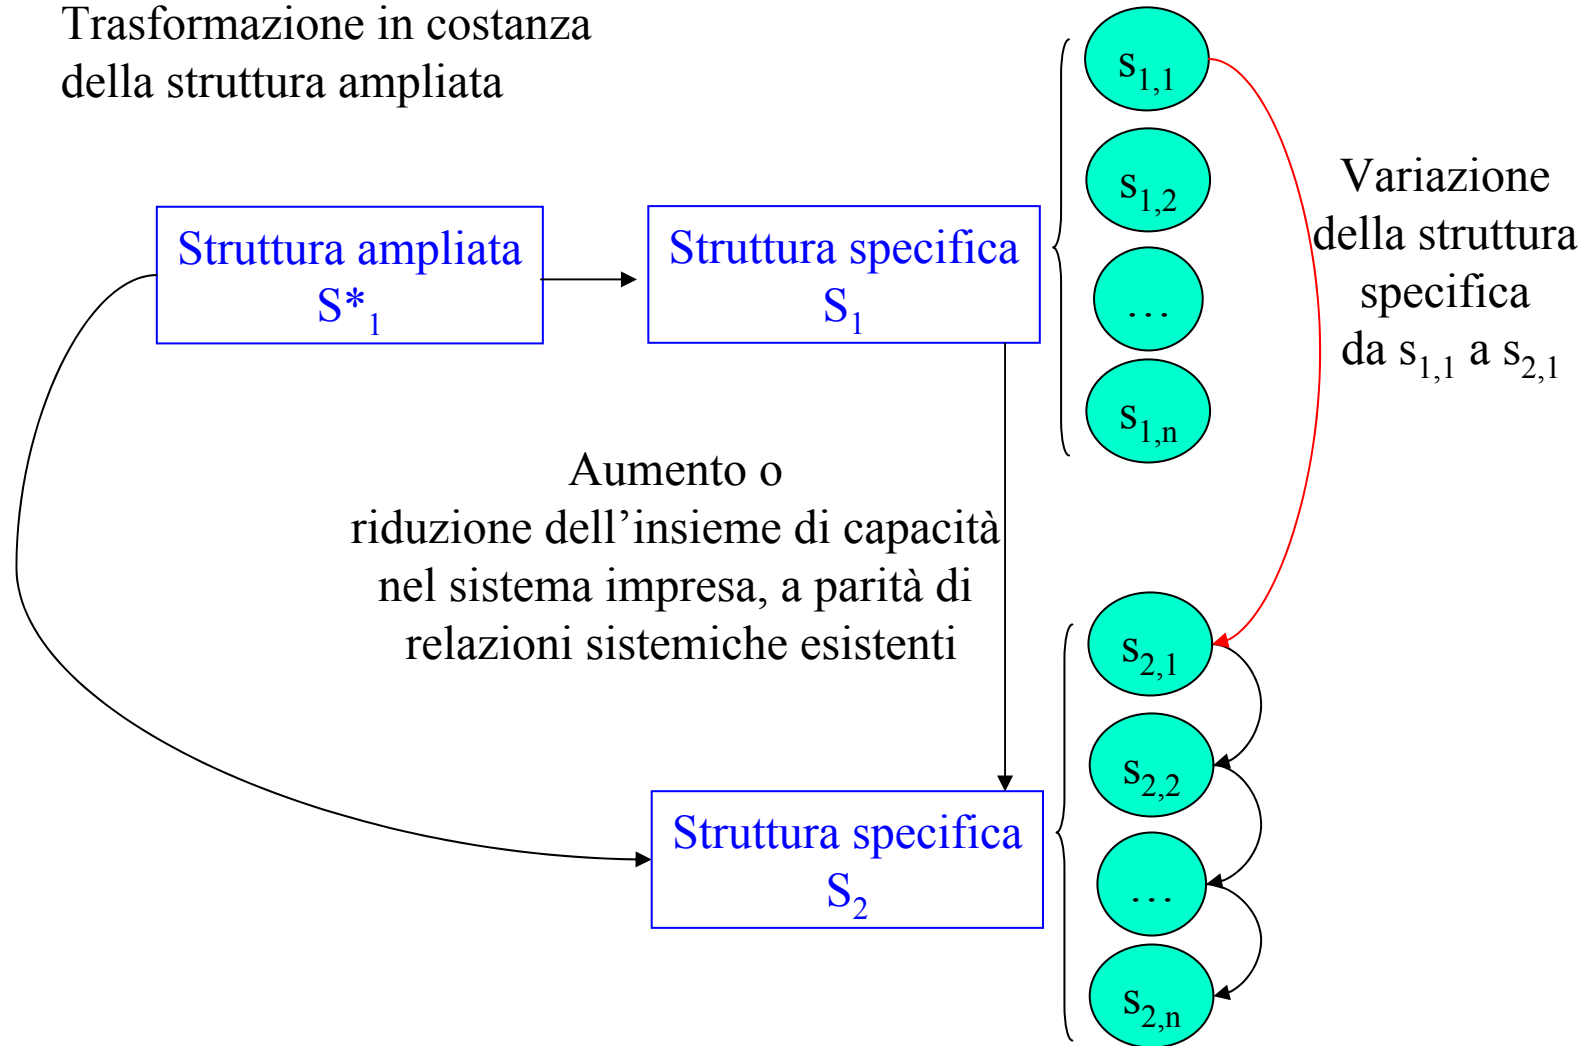 Trasformazione in costanza
della struttura ampliata
s1,1
s1,2
…
s1,n
Variazione
della struttura
specifica
da s1,1 a s2,1
Struttura ampliata
S*1
Struttura specifica
S1
Aumento o
riduzione dell’insieme di capacità
nel sistema impresa, a parità di
relazioni sistemiche esistenti
Struttura specifica
S2
s2,1
s2,2
…
s2,n